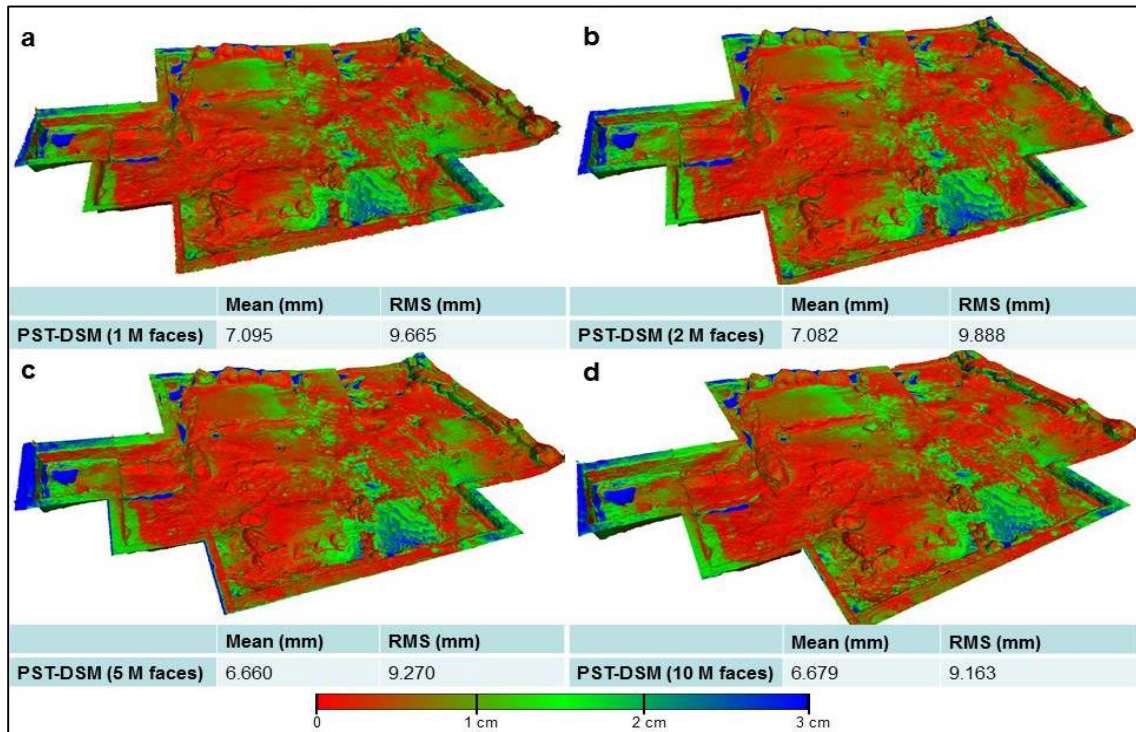 a
b
Mean (mm) RMS (mm)
PST-DSM (1 M faces) 7.095 9.665
Mean (mm) RMS (mm)
PST-DSM (2 M faces) 7.082 9.888
c
d
Mean (mm) RMS (mm)
PST-DSM (5 M faces) 6.660 9.270
Mean (mm) RMS (mm)
PST-DSM (10 M faces) 6.679 9.163
0 1 cm 2 cm 3 cm